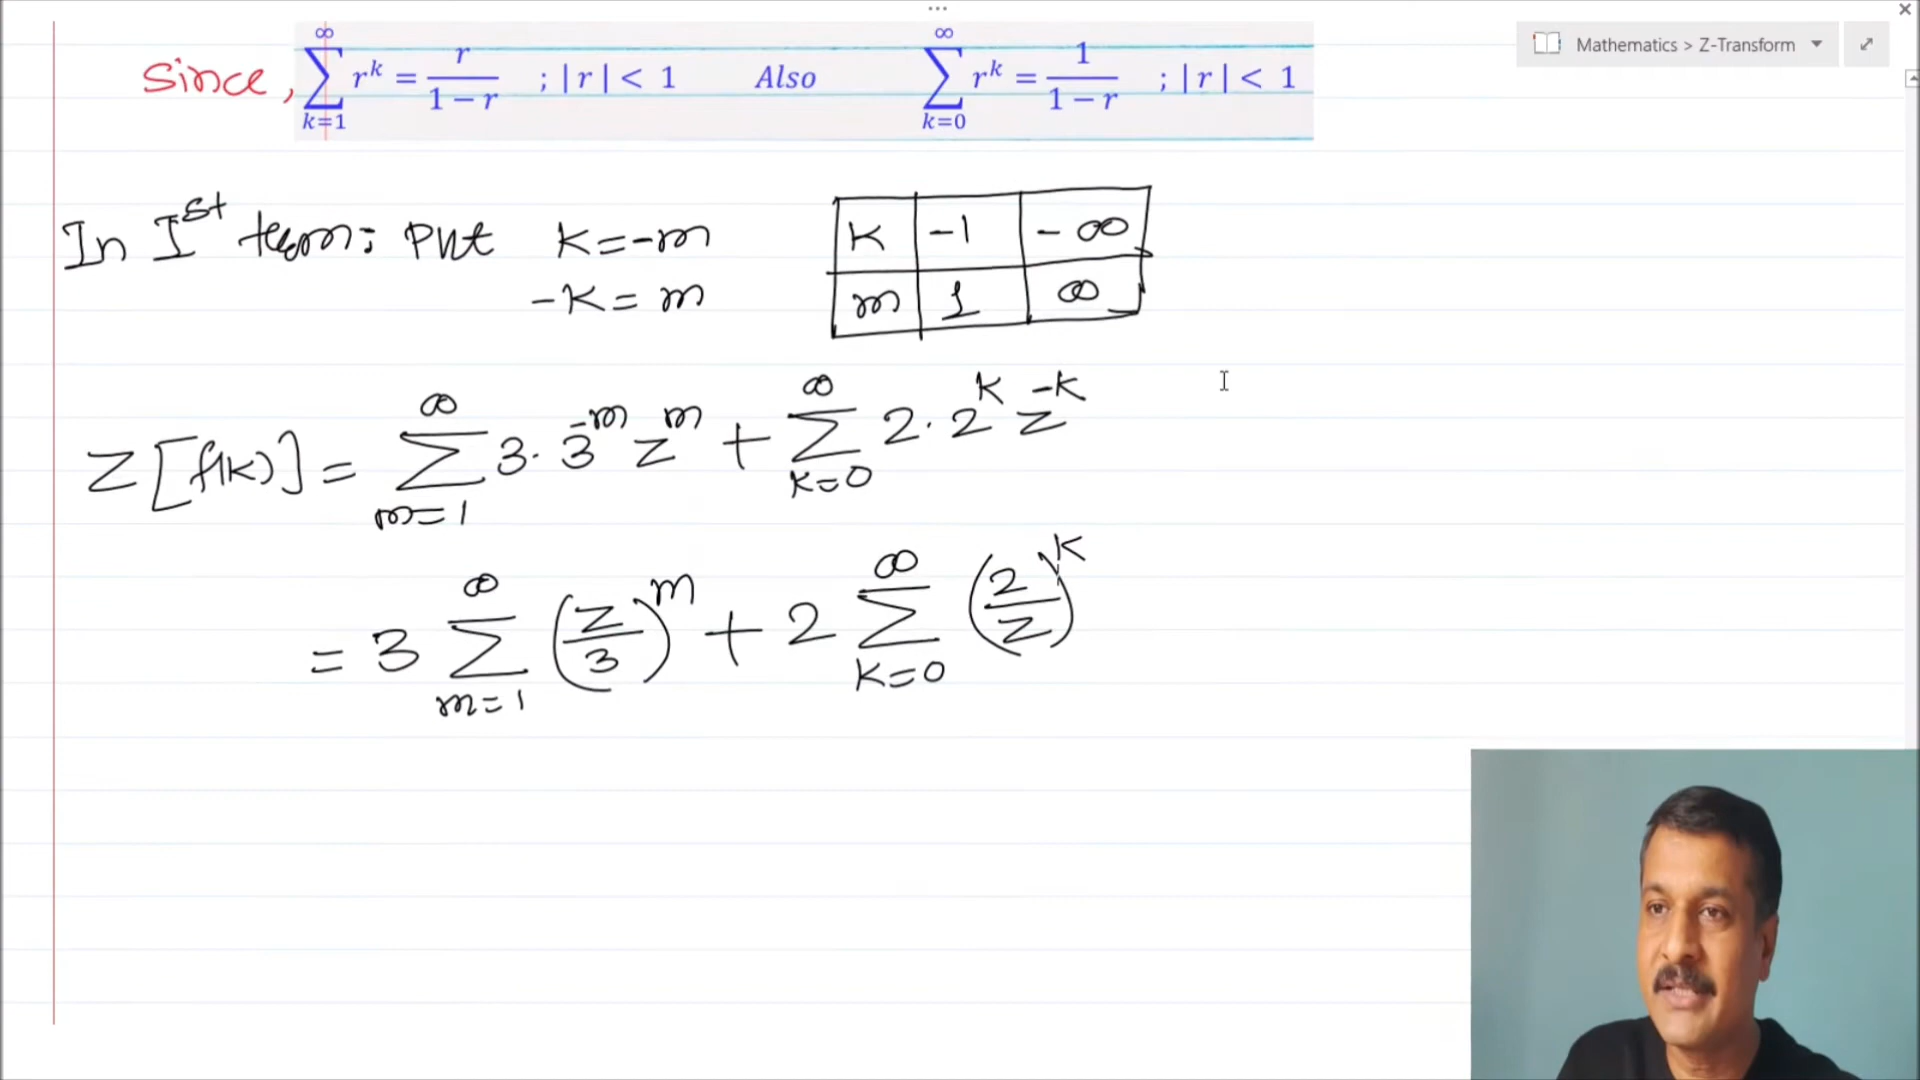 Mathematics > Z-Transform
Since, ∑_{k=1}^{∞} r^k = r/(1−r) ; |r| < 1 Also ∑_{k=0}^{∞} r^k = 1/(1−r) ; |r| < 1
In Ist term: Put K=-m
-K= m
K -1 -∞
m 1 ∞
Z[f(K)] = ∑_{m=1}^{∞} 3. 3^{-m} z^m + ∑_{K=0}^{∞} 2. 2^K z^{-K}
= 3 ∑_{m=1}^{∞} (z/3)^m + 2 ∑_{K=0}^{∞} (2/z)^K